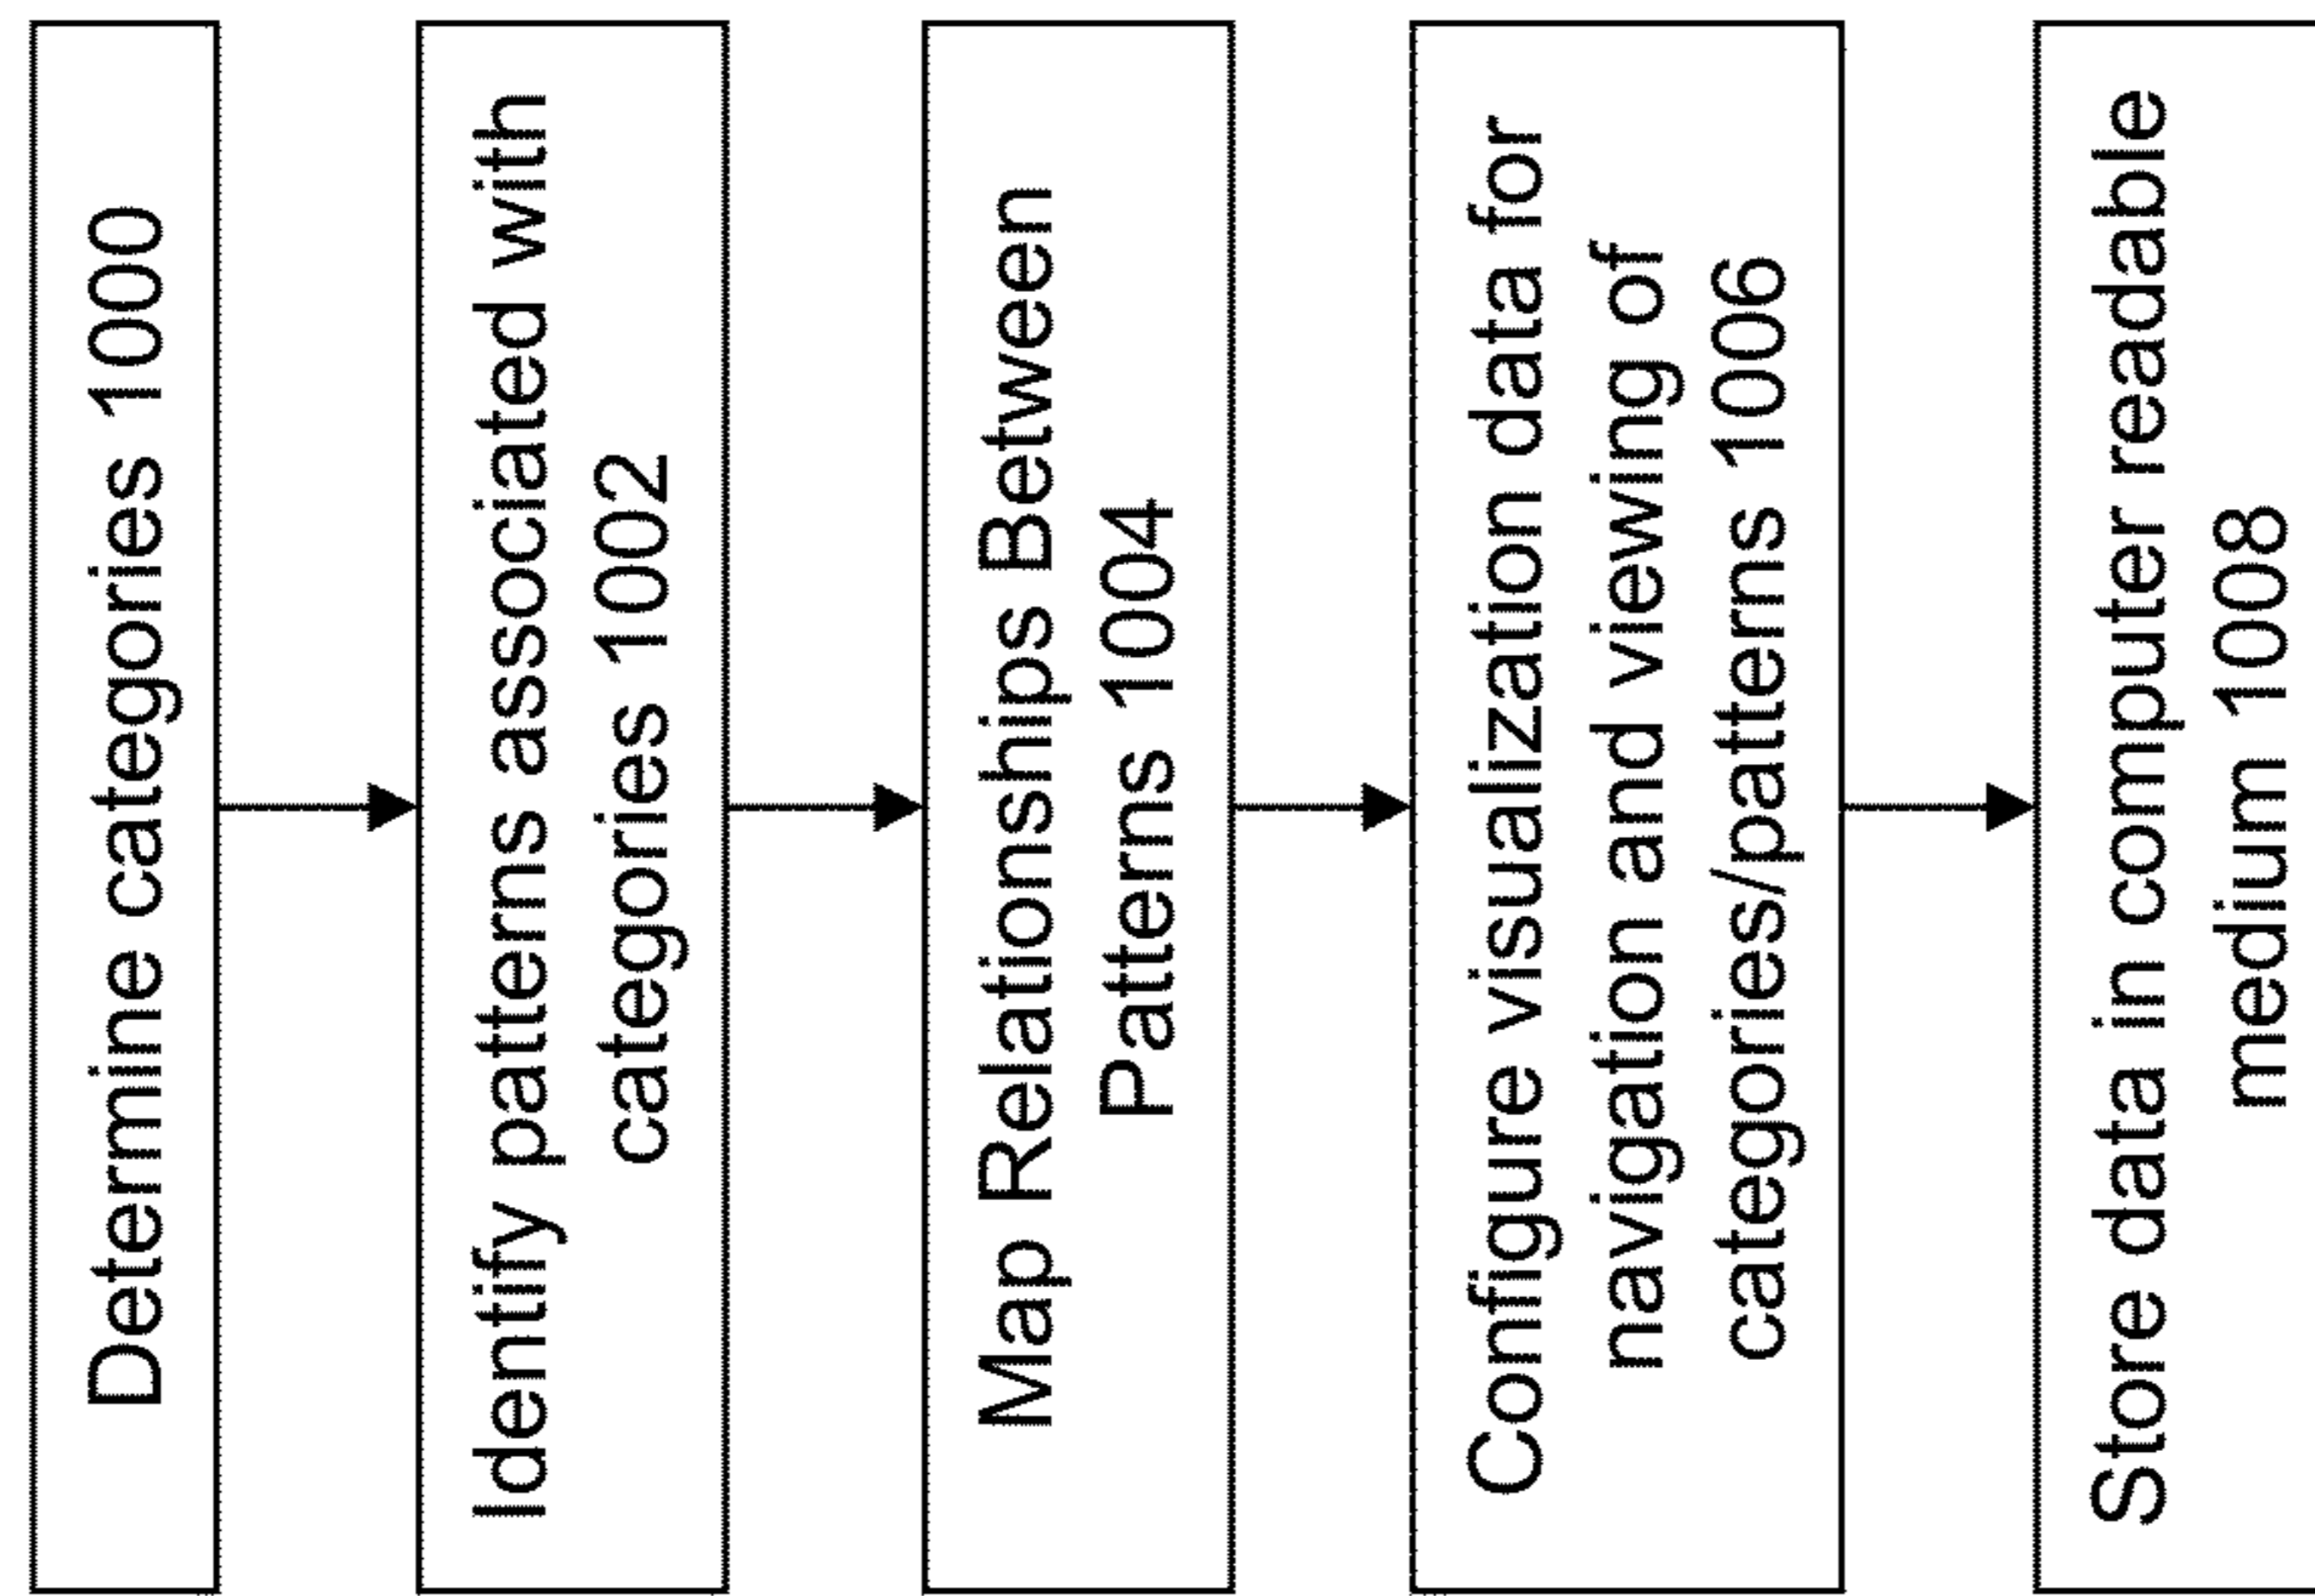 Determine categories 1000
Identify patterns associated with
categories 1002
Map Relationships Between
Patterns 1004
Configure visualization data for
navigation and viewing of
categories/patterns 1006
Store data in computer readable
medium 1008